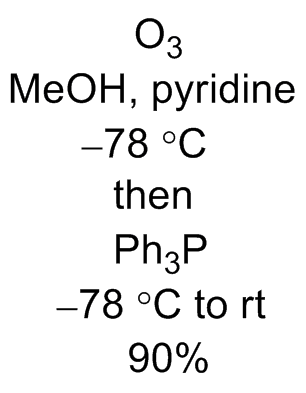 O₃
MeOH, pyridine
–78 °C
then
Ph₃P
–78 °C to rt
90%